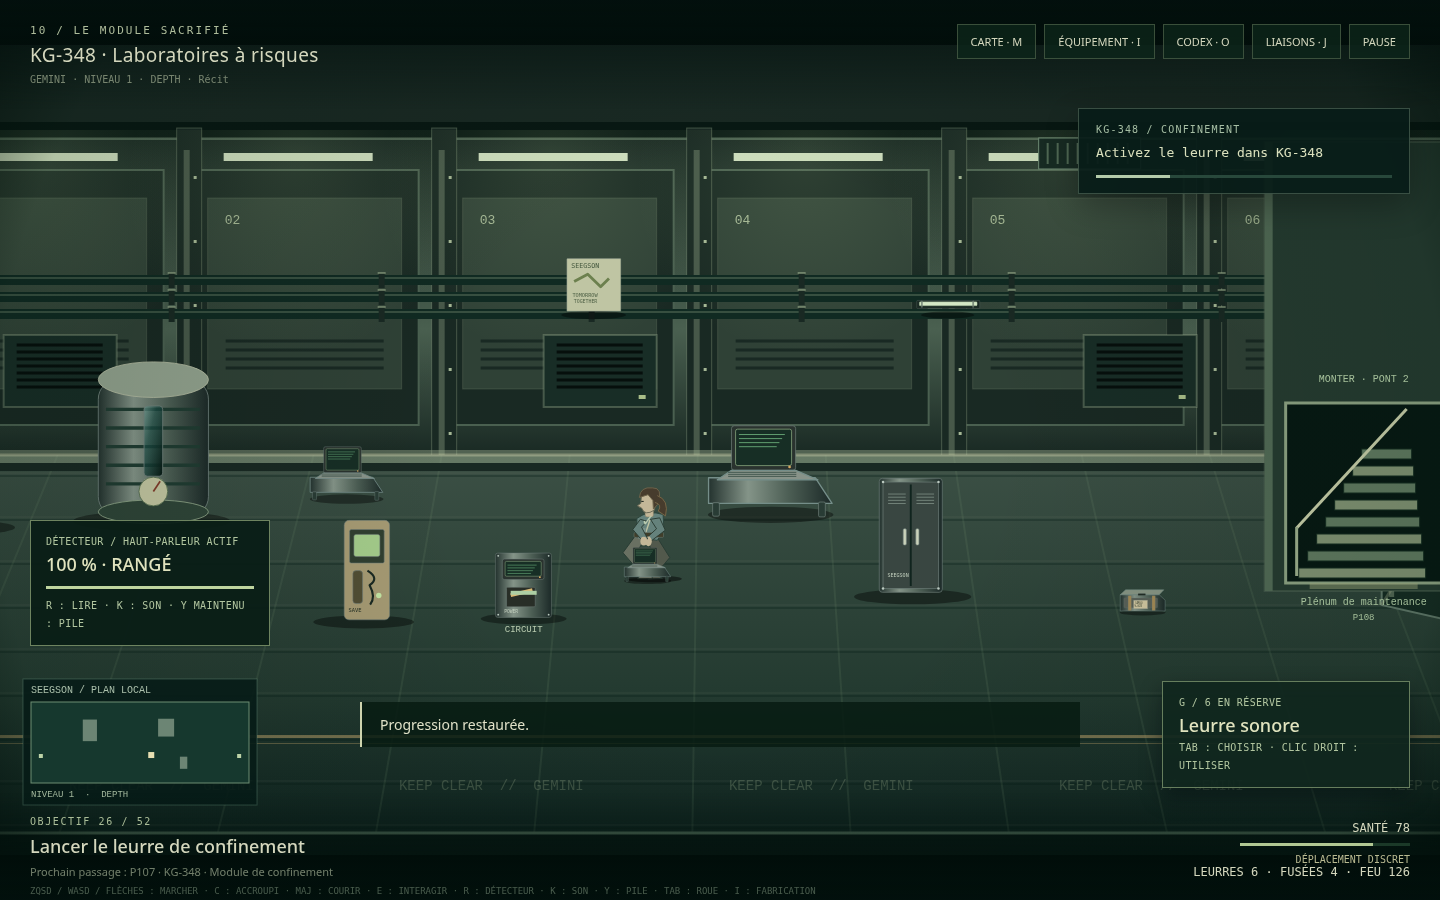 10 / LE MODULE SACRIFIÉ
KG-348 · Laboratoires à risques
GEMINI · NIVEAU 1 · DEPTH · Récit
CARTE · M
ÉQUIPEMENT · I
CODEX · O
LIAISONS · J
PAUSE
KG-348 / CONFINEMENT
Activez le leurre dans KG-348
02
03
04
05
06
SEEGSON
TOMORROW
TOGETHER
MONTER · PONT 2
Plénum de maintenance
P108
DÉTECTEUR / HAUT-PARLEUR ACTIF
100 % · RANGÉ
R : LIRE · K : SON · Y MAINTENU
: PILE
SAVE
POWER
CIRCUIT
SEEGSON
SEEGSON / PLAN LOCAL
NIVEAU 1 · DEPTH
Progression restaurée.
G / 6 EN RÉSERVE
Leurre sonore
TAB : CHOISIR · CLIC DROIT :
UTILISER
KEEP CLEAR // GEMINI
KEEP CLEAR // GEMINI
KEEP CLEAR // GEMINI
KEEP C
OBJECTIF 26 / 52
Lancer le leurre de confinement
Prochain passage : P107 · KG-348 · Module de confinement
ZQSD / WASD / FLÈCHES : MARCHER · C : ACCROUPI · MAJ : COURIR · E : INTERAGIR · R : DÉTECTEUR · K : SON · Y : PILE · TAB : ROUE · I : FABRICATION
SANTÉ 78
DÉPLACEMENT DISCRET
LEURRES 6 · FUSÉES 4 · FEU 126